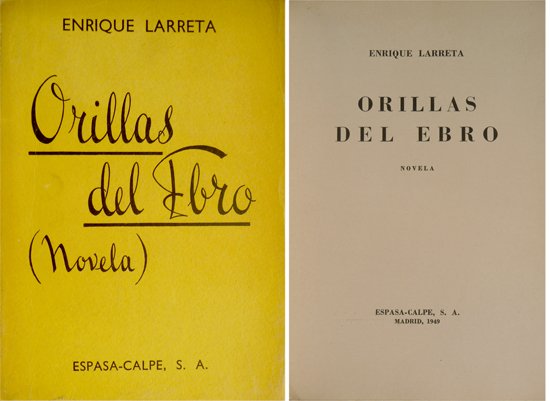 ENRIQUE LARRETA
Orillas
del Ebro
(Novela)
ESPASA-CALPE, S. A.
ENRIQUE LARRETA
ORILLAS
DEL EBRO
NOVELA
ESPASA-CALPE, S. A.
MADRID, 1949